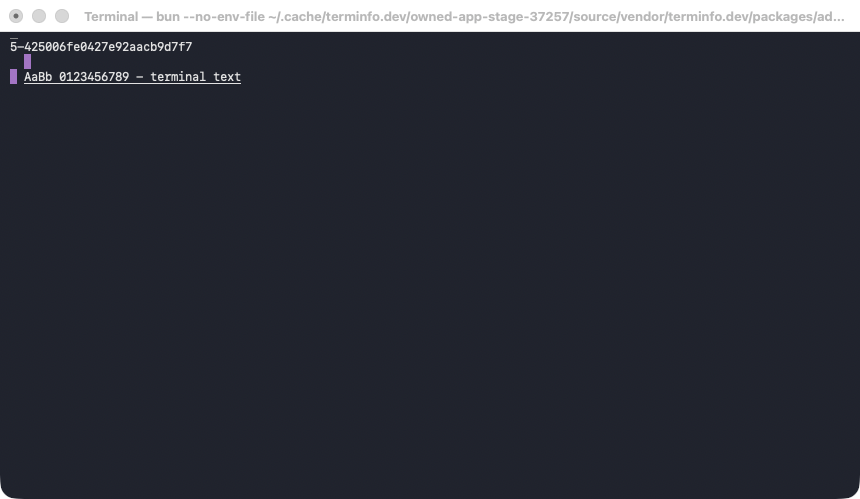 Terminal — bun --no-env-file ~/.cache/terminfo.dev/owned-app-stage-37257/source/vendor/terminfo.dev/packages/ad...
5-425006fe0427e92aacb9d7f7
AaBb 0123456789 — terminal text